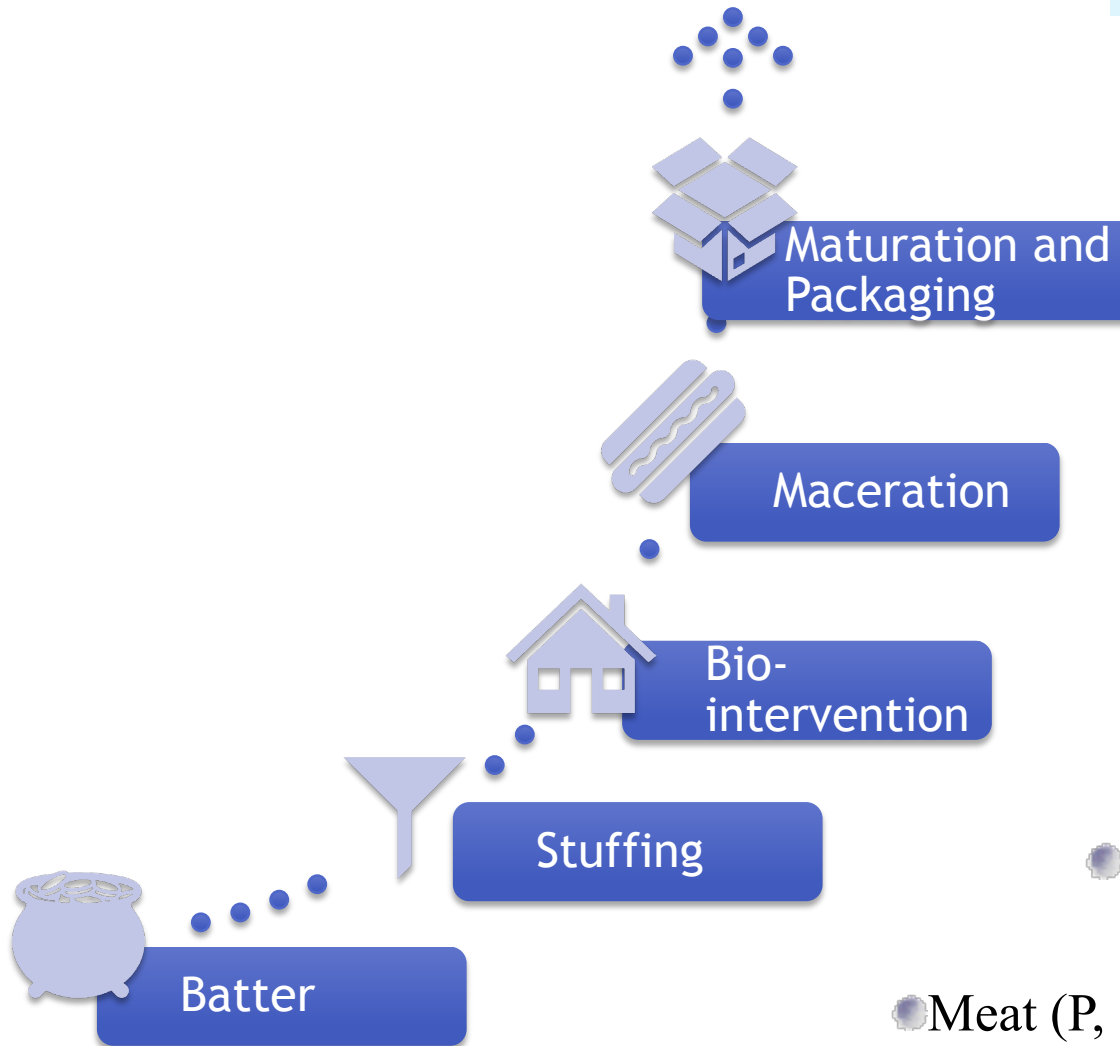 Maturation and
Packaging
Maceration
Bio-
intervention
Stuffing
Batter
Meat (P,